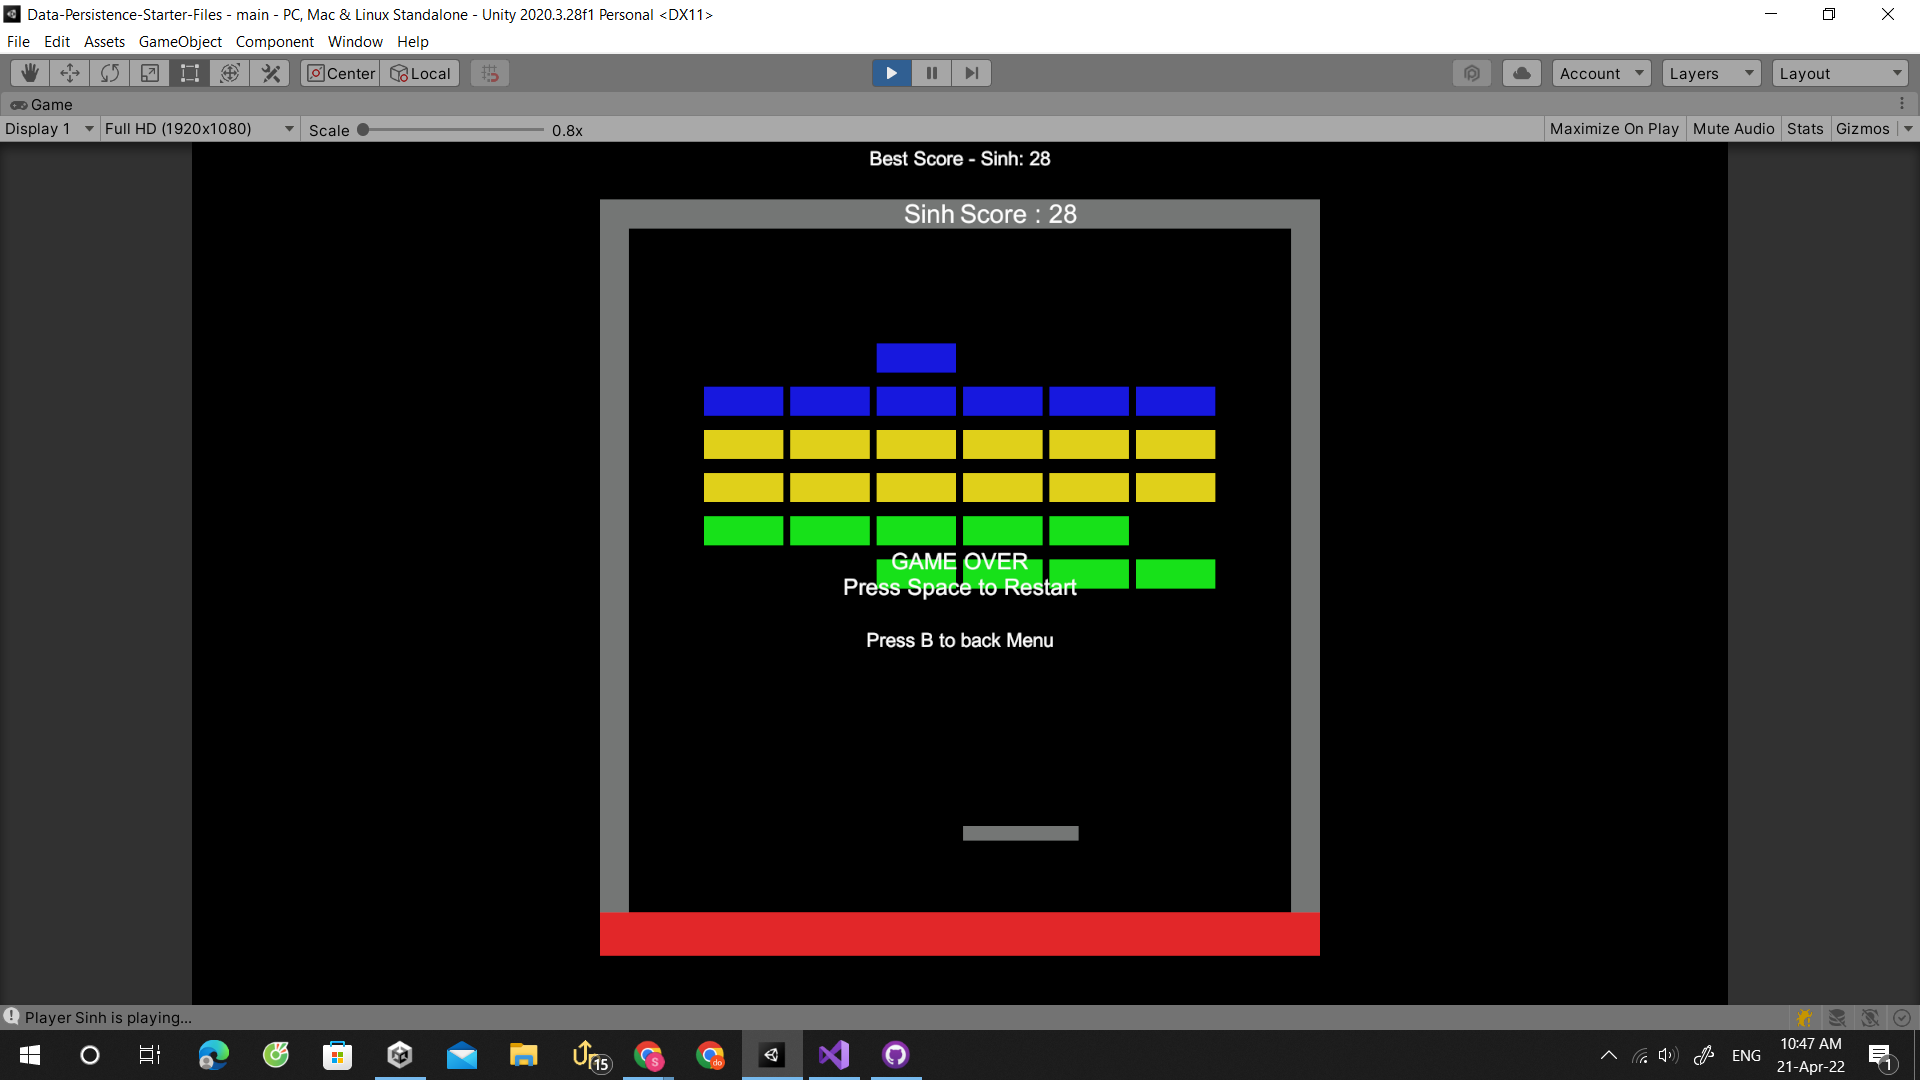 Data-Persistence-Starter-Files - main - PC, Mac & Linux Standalone - Unity 2020.3.28f1 Personal <DX11>
File Edit Assets GameObject Component Window Help
Center Local Account Layers Layout
Game
Display 1 Full HD (1920x1080) Scale 0.8x Maximize On Play Mute Audio Stats Gizmos
Best Score - Sinh: 28
Sinh Score : 28
GAME OVER
Press Space to Restart
Press B to back Menu
Player Sinh is playing...
15 S do ENG 10:47 AM
21-Apr-22 1